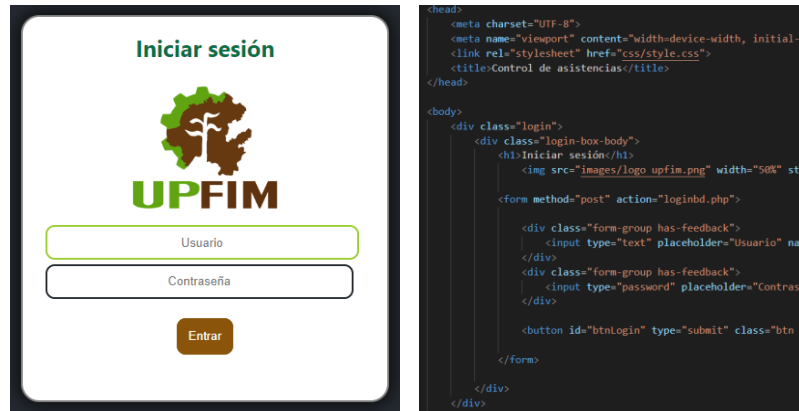 Iniciar sesión
UPFIM
Usuario
Contraseña
Entrar
<head>
<meta charset="UTF-8">
<meta name="viewport" content="width=device-width, initial-
<link rel="stylesheet" href="css/style.css">
<title>Control de asistencias</title>
</head>
<body>
<div class="login">
<div class="login-box-body">
<h1>Iniciar sesión</h1>
<img src="images/logo upfim.png" width="50%" st
<form method="post" action="loginbd.php">
<div class="form-group has-feedback">
<input type="text" placeholder="Usuario" na
</div>
<div class="form-group has-feedback">
<input type="password" placeholder="Contras
</div>
<button id="btnLogin" type="submit" class="btn
</form>
</div>
</div>